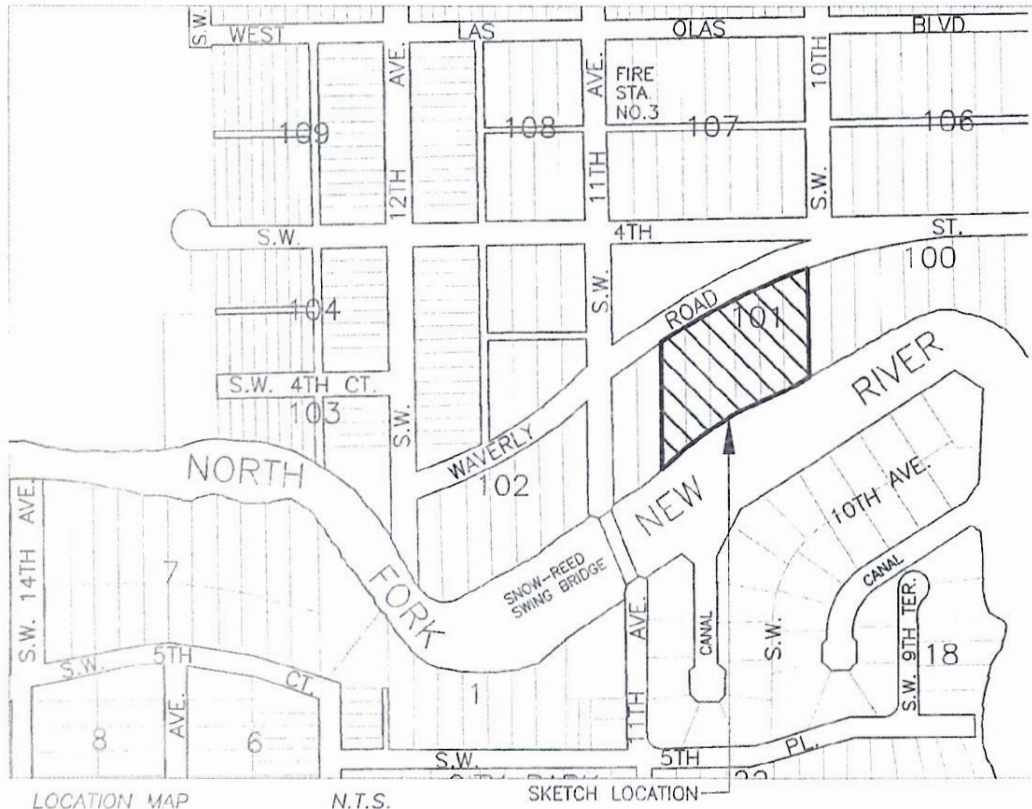 S.W.
WEST LAS OLAS BLVD
AVE.
AVE.
10TH
FIRE
STA.
NO.3
109
108
107
106
12TH
11TH
S.W.
S.W. 4TH ST.
100
S.W.
ROAD
101
104
S.W. 4TH CT.
103
S.W.
RIVER
WAVERLY
102
NORTH
NEW
10TH AVE.
S.W. 14TH AVE.
7
FORK
SNOW-REED
SWING BRIDGE
CANAL
CANAL
S.W.
S.W. 9TH TER.
18
AVE.
11TH
S.W. 5TH CT.
1
8
AVE.
6
S.W.
5TH PL.
LOCATION MAP N.T.S. SKETCH LOCATION